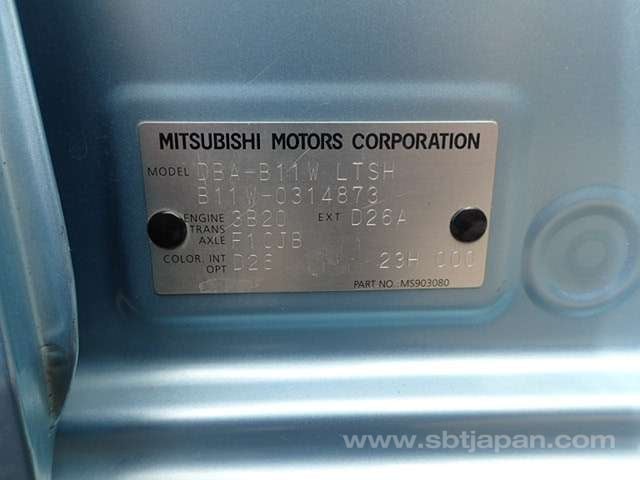 MITSUBISHI MOTORS CORPORATION
MODEL DBA-B11W LTSH
B11W-0314873
ENGINE 3B20 EXT D26A
TRANS
AXLE F1CJB
COLOR. INT D26 23H 000
OPT
PART NO.:MS903080
www.sbtjapan.com